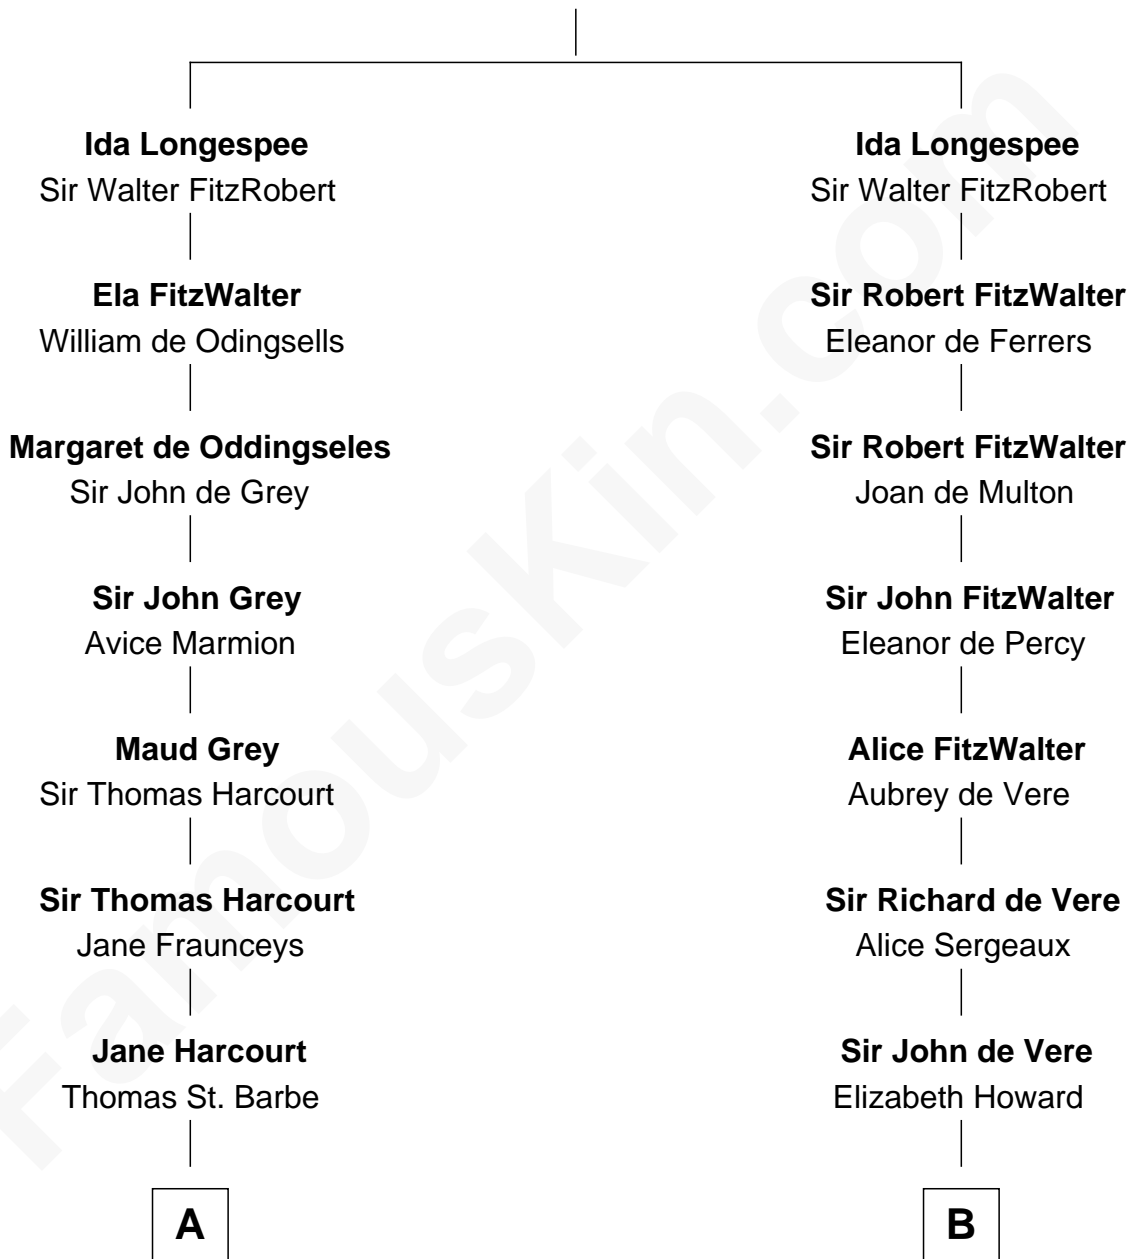 Ida Longespee
Sir Walter FitzRobert
Ela FitzWalter
William de Odingsells
Margaret de Oddingseles
Sir John de Grey
Sir John Grey
Avice Marmion
Maud Grey
Sir Thomas Harcourt
Sir Thomas Harcourt
Jane Fraunceys
Jane Harcourt
Thomas St. Barbe
A
Ida Longespee
Sir Walter FitzRobert
Sir Robert FitzWalter
Eleanor de Ferrers
Sir Robert FitzWalter
Joan de Multon
Sir John FitzWalter
Eleanor de Percy
Alice FitzWalter
Aubrey de Vere
Sir Richard de Vere
Alice Sergeaux
Sir John de Vere
Elizabeth Howard
B
FamousKin.com